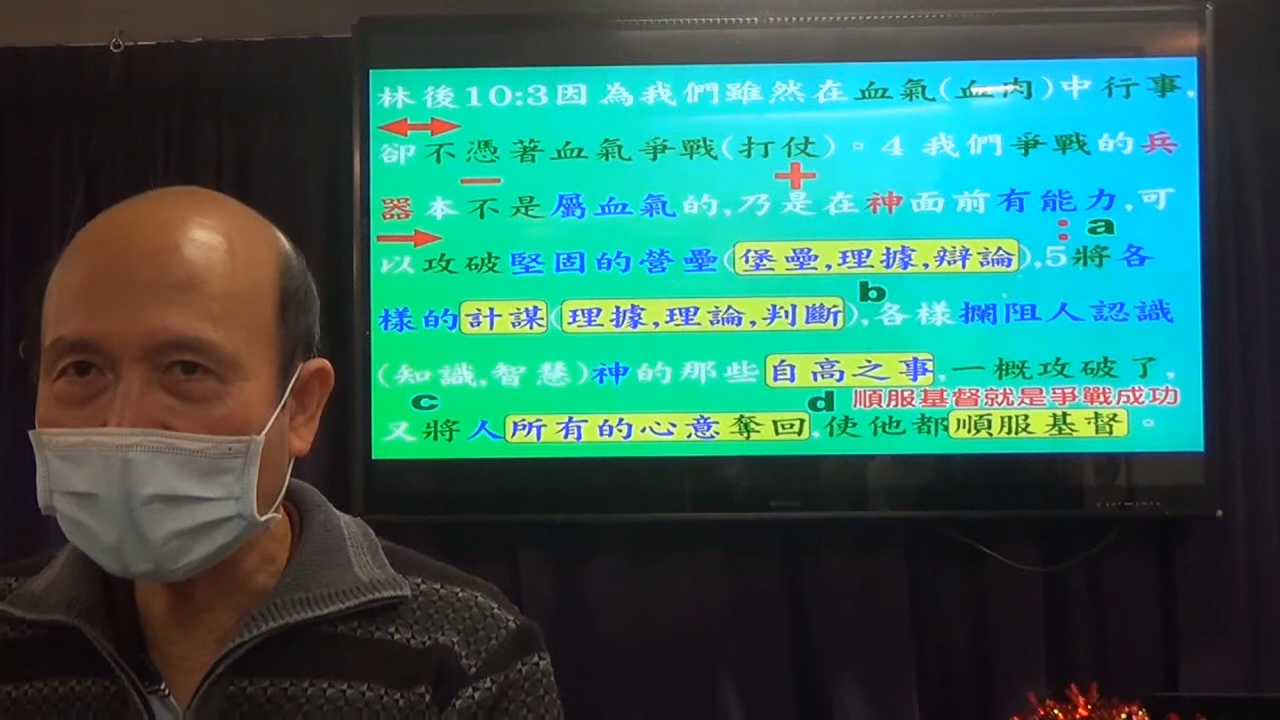 林後10:3因為我們雖然在血氣(血肉)中行事,
卻不憑著血氣爭戰(打仗)。4 我們爭戰的兵
器本不是屬血氣的,乃是在神面前有能力,可
a
以攻破堅固的營壘(堡壘,理據,辯論),5將各
b
樣的計謀(理據,理論,判斷),各樣攔阻人認識
(知識,智慧)神的那些自高之事,一概攻破了,
c d 順服基督就是爭戰成功
又將人所有的心意奪回,使他都順服基督。